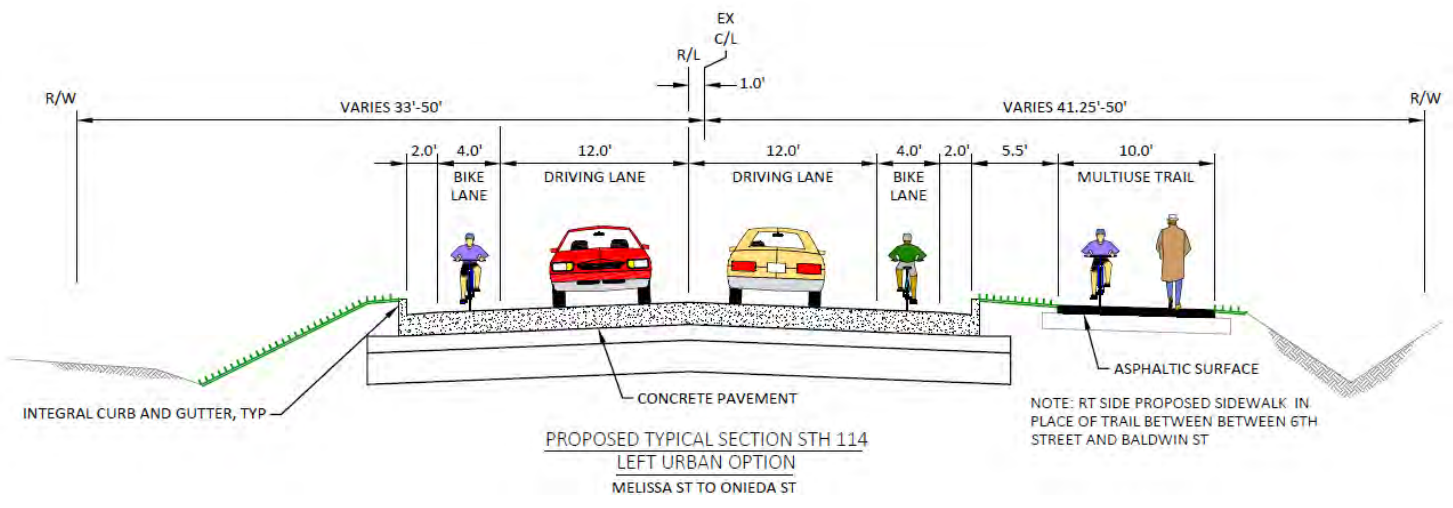 EX
C/L
R/L
1.0'
R/W
VARIES 33'-50'
VARIES 41.25'-50'
R/W
2.0'
4.0'
12.0'
12.0'
4.0'
2.0'
5.5'
10.0'
BIKE
LANE
DRIVING LANE
DRIVING LANE
BIKE
LANE
MULTIUSE TRAIL
ASPHALTIC SURFACE
INTEGRAL CURB AND GUTTER, TYP
CONCRETE PAVEMENT
NOTE: RT SIDE PROPOSED SIDEWALK IN
PLACE OF TRAIL BETWEEN BETWEEN 6TH
STREET AND BALDWIN ST
PROPOSED TYPICAL SECTION STH 114
LEFT URBAN OPTION
MELISSA ST TO ONIEDA ST